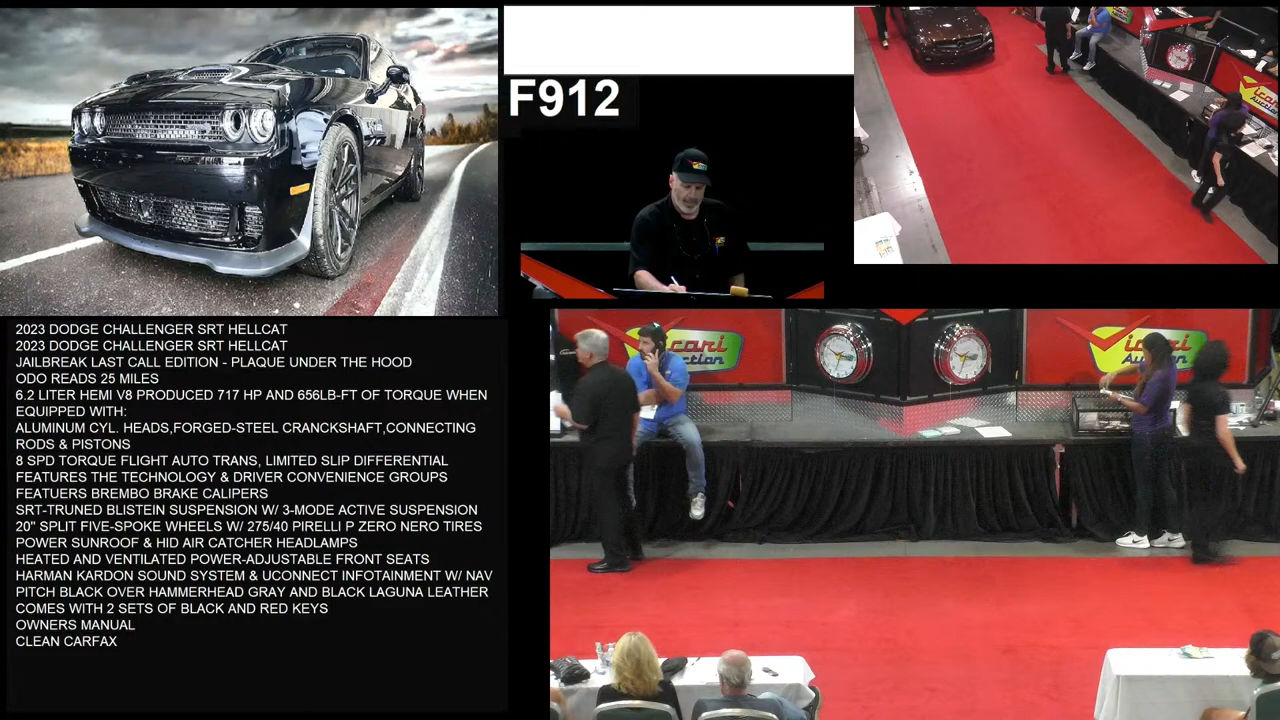 F912
2023 DODGE CHALLENGER SRT HELLCAT
2023 DODGE CHALLENGER SRT HELLCAT
JAILBREAK LAST CALL EDITION - PLAQUE UNDER THE HOOD
ODO READS 25 MILES
6.2 LITER HEMI V8 PRODUCED 717 HP AND 656LB-FT OF TORQUE WHEN
EQUIPPED WITH:
ALUMINUM CYL. HEADS,FORGED-STEEL CRANCKSHAFT,CONNECTING
RODS & PISTONS
8 SPD TORQUE FLIGHT AUTO TRANS, LIMITED SLIP DIFFERENTIAL
FEATURES THE TECHNOLOGY & DRIVER CONVENIENCE GROUPS
FEATUERS BREMBO BRAKE CALIPERS
SRT-TRUNED BLISTEIN SUSPENSION W/ 3-MODE ACTIVE SUSPENSION
20" SPLIT FIVE-SPOKE WHEELS W/ 275/40 PIRELLI P ZERO NERO TIRES
POWER SUNROOF & HID AIR CATCHER HEADLAMPS
HEATED AND VENTILATED POWER-ADJUSTABLE FRONT SEATS
HARMAN KARDON SOUND SYSTEM & UCONNECT INFOTAINMENT W/ NAV
PITCH BLACK OVER HAMMERHEAD GRAY AND BLACK LAGUNA LEATHER
COMES WITH 2 SETS OF BLACK AND RED KEYS
OWNERS MANUAL
CLEAN CARFAX
Vicari
Auction
Vicari
Auction
Vicari
Auction